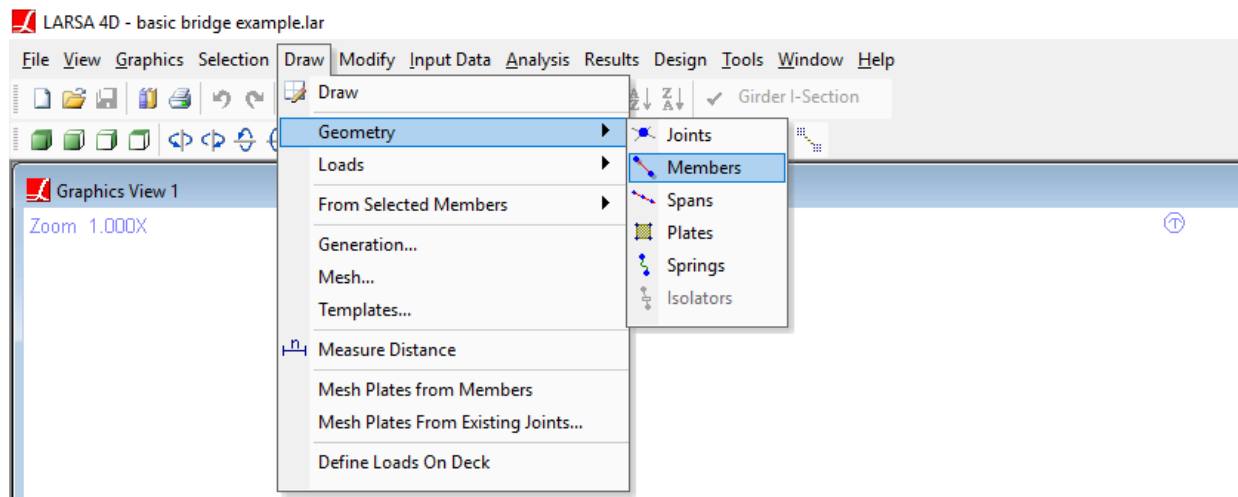 LARSA 4D - basic bridge example.lar
File View Graphics Selection Draw Modify Input Data Analysis Results Design Tools Window Help
Draw
Girder I-Section
Geometry
Joints
Loads
Members
Graphics View 1
From Selected Members
Spans
Zoom 1.000X
Plates
Generation...
Mesh...
Springs
Templates...
Isolators
Measure Distance
Mesh Plates from Members
Mesh Plates From Existing Joints...
Define Loads On Deck